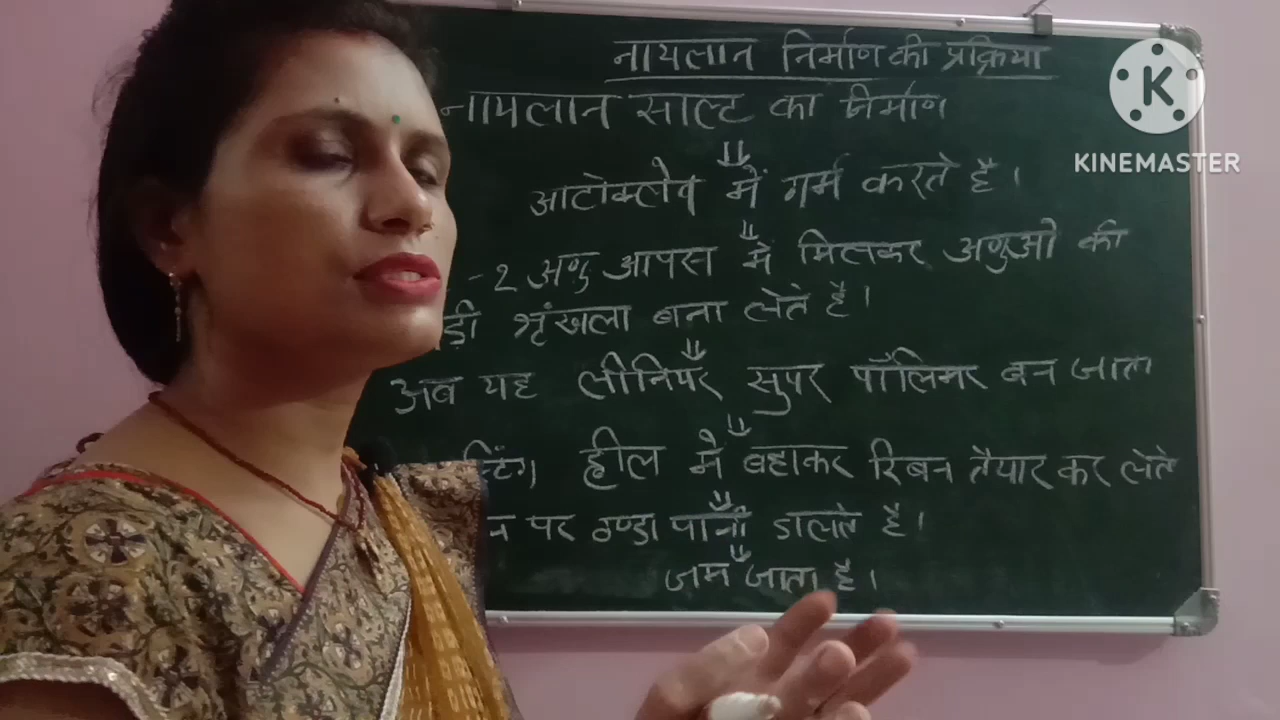 नायलान निर्माण की प्रक्रिया
नायलान साल्ट का निर्माण
⇓
आटोक्लेव में गर्म करते है।
⇓
-2 अणु आपस में मिलकर अणुओ की
ड़ी श्रृंखला बना लेते है।
⇓
अब यह लीनियर सुपर पॉलिमर बन जाता
⇓
स्टिंग व्हील में बहाकर रिबन तैयार कर लेते
⇓
न पर ठण्डा पानी डालते है।
⇓
जम जाता है।
K
KINEMASTER